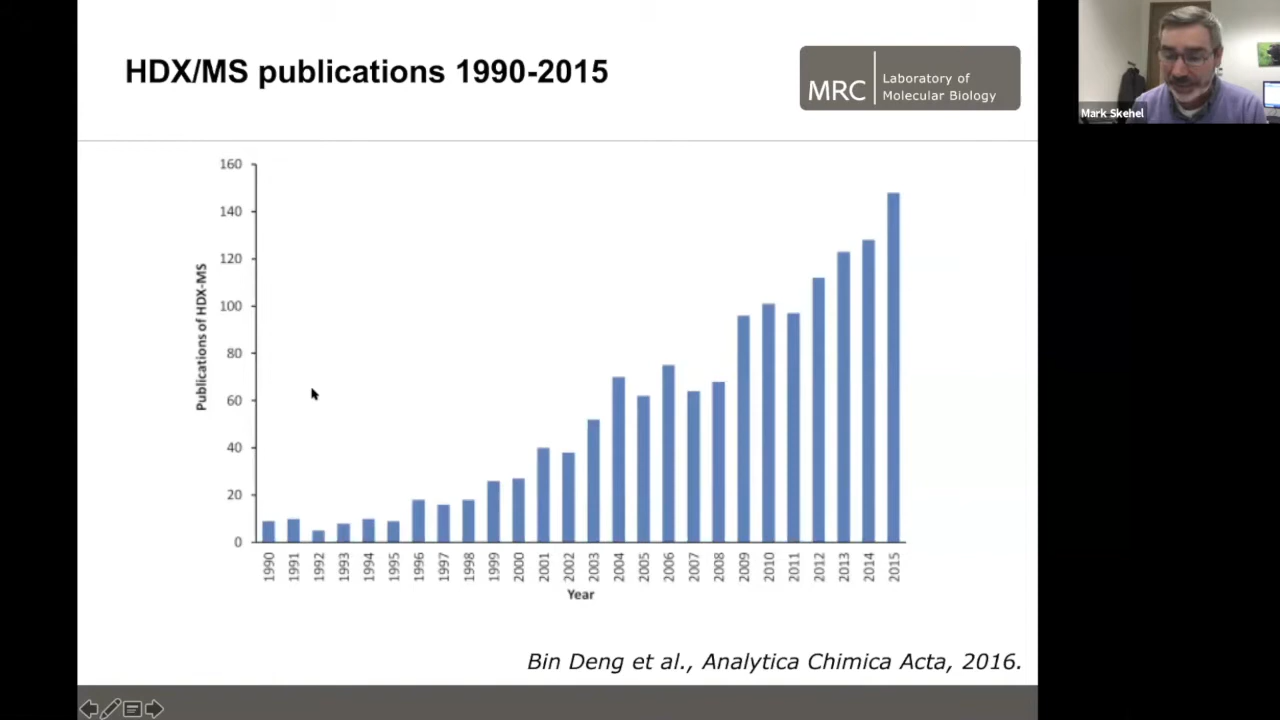 HDX/MS publications 1990-2015
MRC
Laboratory of
Molecular Biology
Mark Skehel
160
140
120
100
80
60
40
20
0
Publications of HDX-MS
1990 1991 1992 1993 1994 1995 1996 1997 1998 1999 2000 2001 2002 2003 2004 2005 2006 2007 2008 2009 2010 2011 2012 2013 2014 2015
Year
Bin Deng et al., Analytica Chimica Acta, 2016.